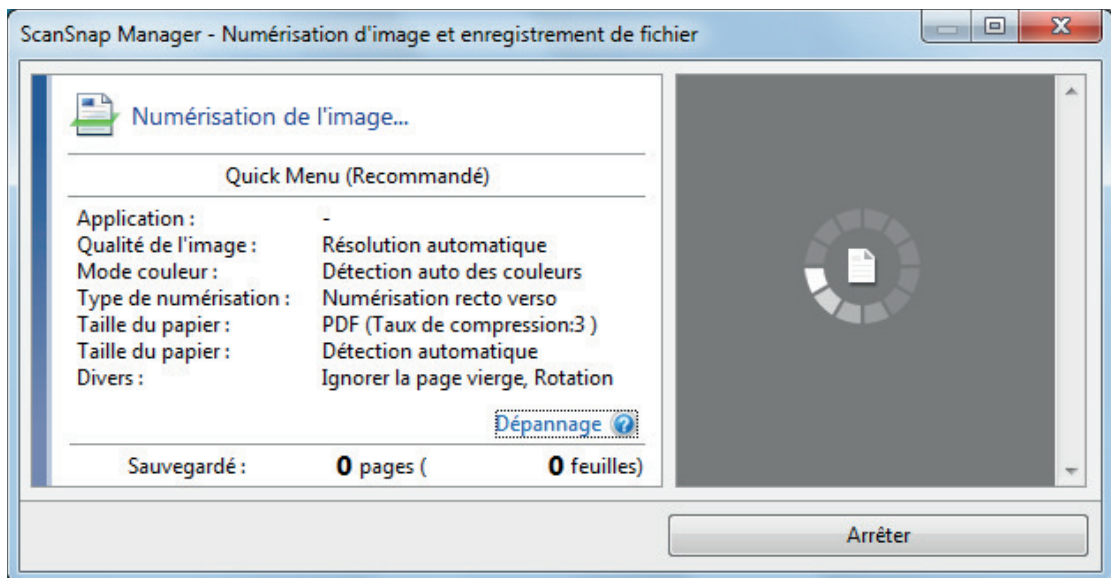 ScanSnap Manager - Numérisation d'image et enregistrement de fichier
Numérisation de l'image...
Quick Menu (Recommandé)
Application : -
Qualité de l'image : Résolution automatique
Mode couleur : Détection auto des couleurs
Type de numérisation : Numérisation recto verso
Taille du papier : PDF (Taux de compression:3 )
Taille du papier : Détection automatique
Divers : Ignorer la page vierge, Rotation
Dépannage ?
Sauvegardé : 0 pages ( 0 feuilles)
Arrêter